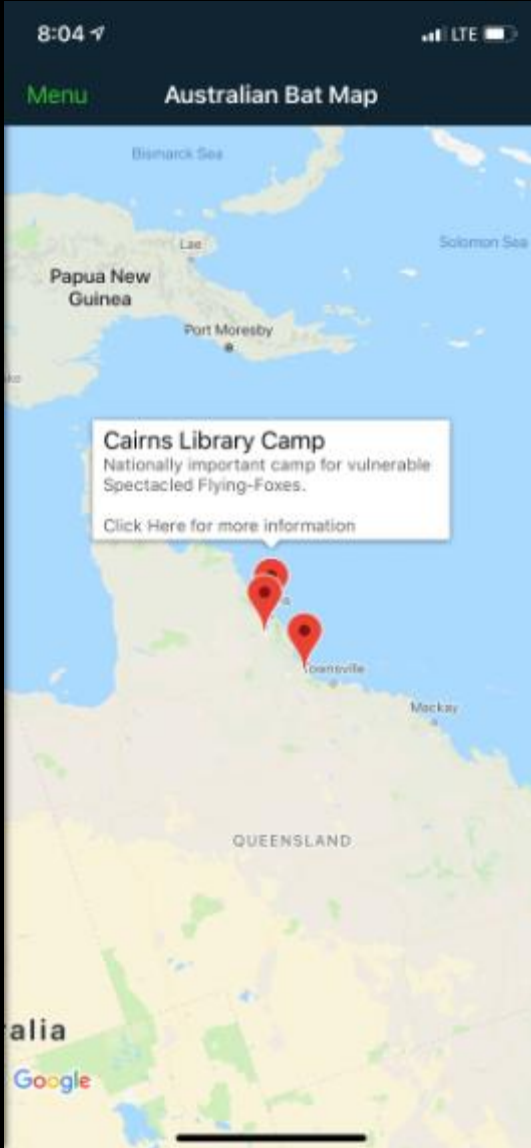 8:04
LTE
Menu
Australian Bat Map
Bismarck Sea
Lae
Solomon Sea
Papua New
Guinea
Port Moresby
Cairns Library Camp
Nationally important camp for vulnerable
Spectacled Flying-Foxes.
Click Here for more information
Townsville
Mackay
QUEENSLAND
alia
Google